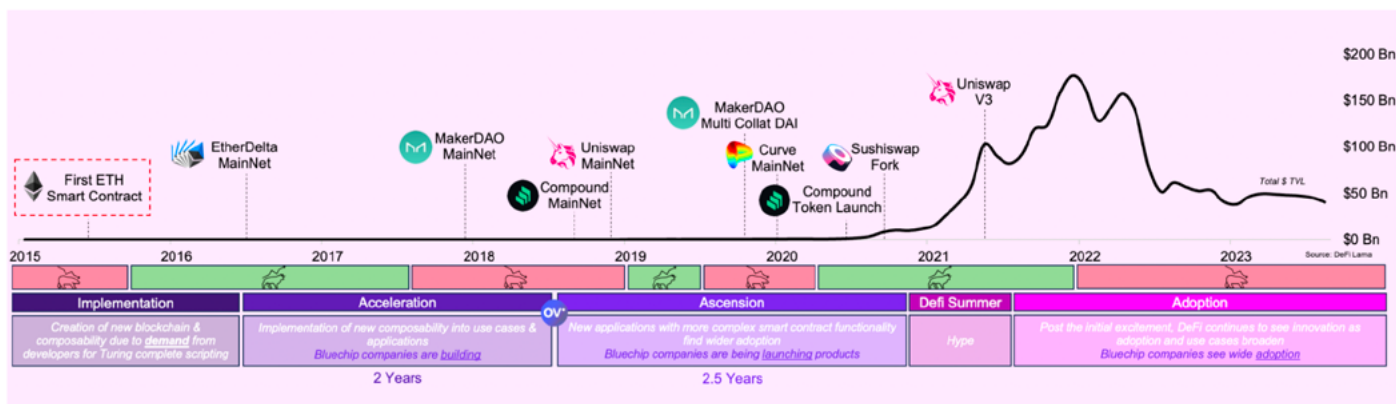 $200 Bn
$150 Bn
$100 Bn
$50 Bn
$0 Bn
First ETH
Smart Contract
EtherDelta
MainNet
MakerDAO
MainNet
Compound
MainNet
Uniswap
MainNet
MakerDAO
Multi Collat DAI
Curve
MainNet
Compound
Token Launch
Sushiswap
Fork
Uniswap
V3
Total $ TVL
Source: DeFi Lama
2015
2016
2017
2018
2019
2020
2021
2022
2023
Implementation
Acceleration
OV*
Ascension
Defi Summer
Adoption
Creation of new blockchain &
composability due to demand from
developers for Turing complete scripting
Implementation of new composability into use cases &
applications
Bluechip companies are building
New applications with more complex smart contract functionality
find wider adoption
Bluechip companies are being launching products
Hype
Post the initial excitement, DeFi continues to see innovation as
adoption and use cases broaden
Bluechip companies see wide adoption
2 Years
2.5 Years